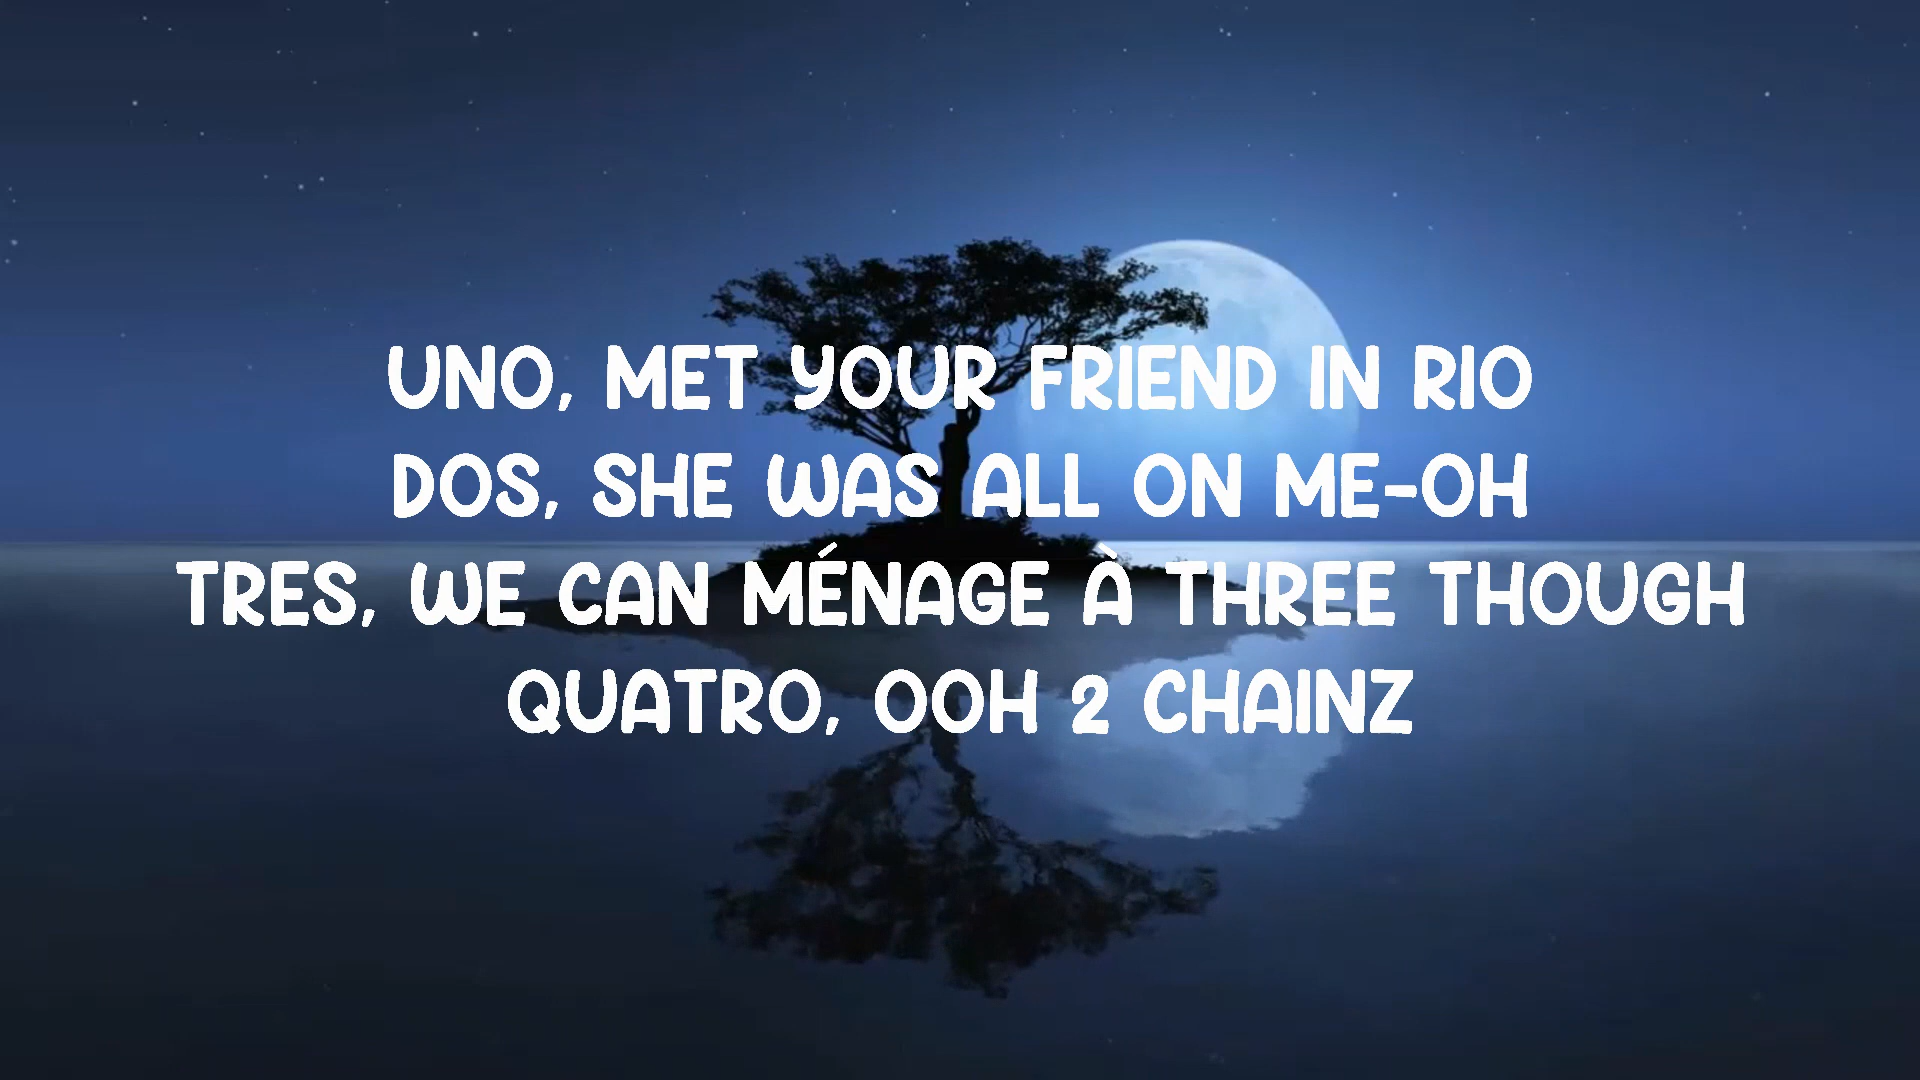 UNO, MET YOUR FRIEND IN RIO
DOS, SHE WAS ALL ON ME-OH
TRES, WE CAN MÉNAGE À THREE THOUGH
QUATRO, OOH 2 CHAINZ